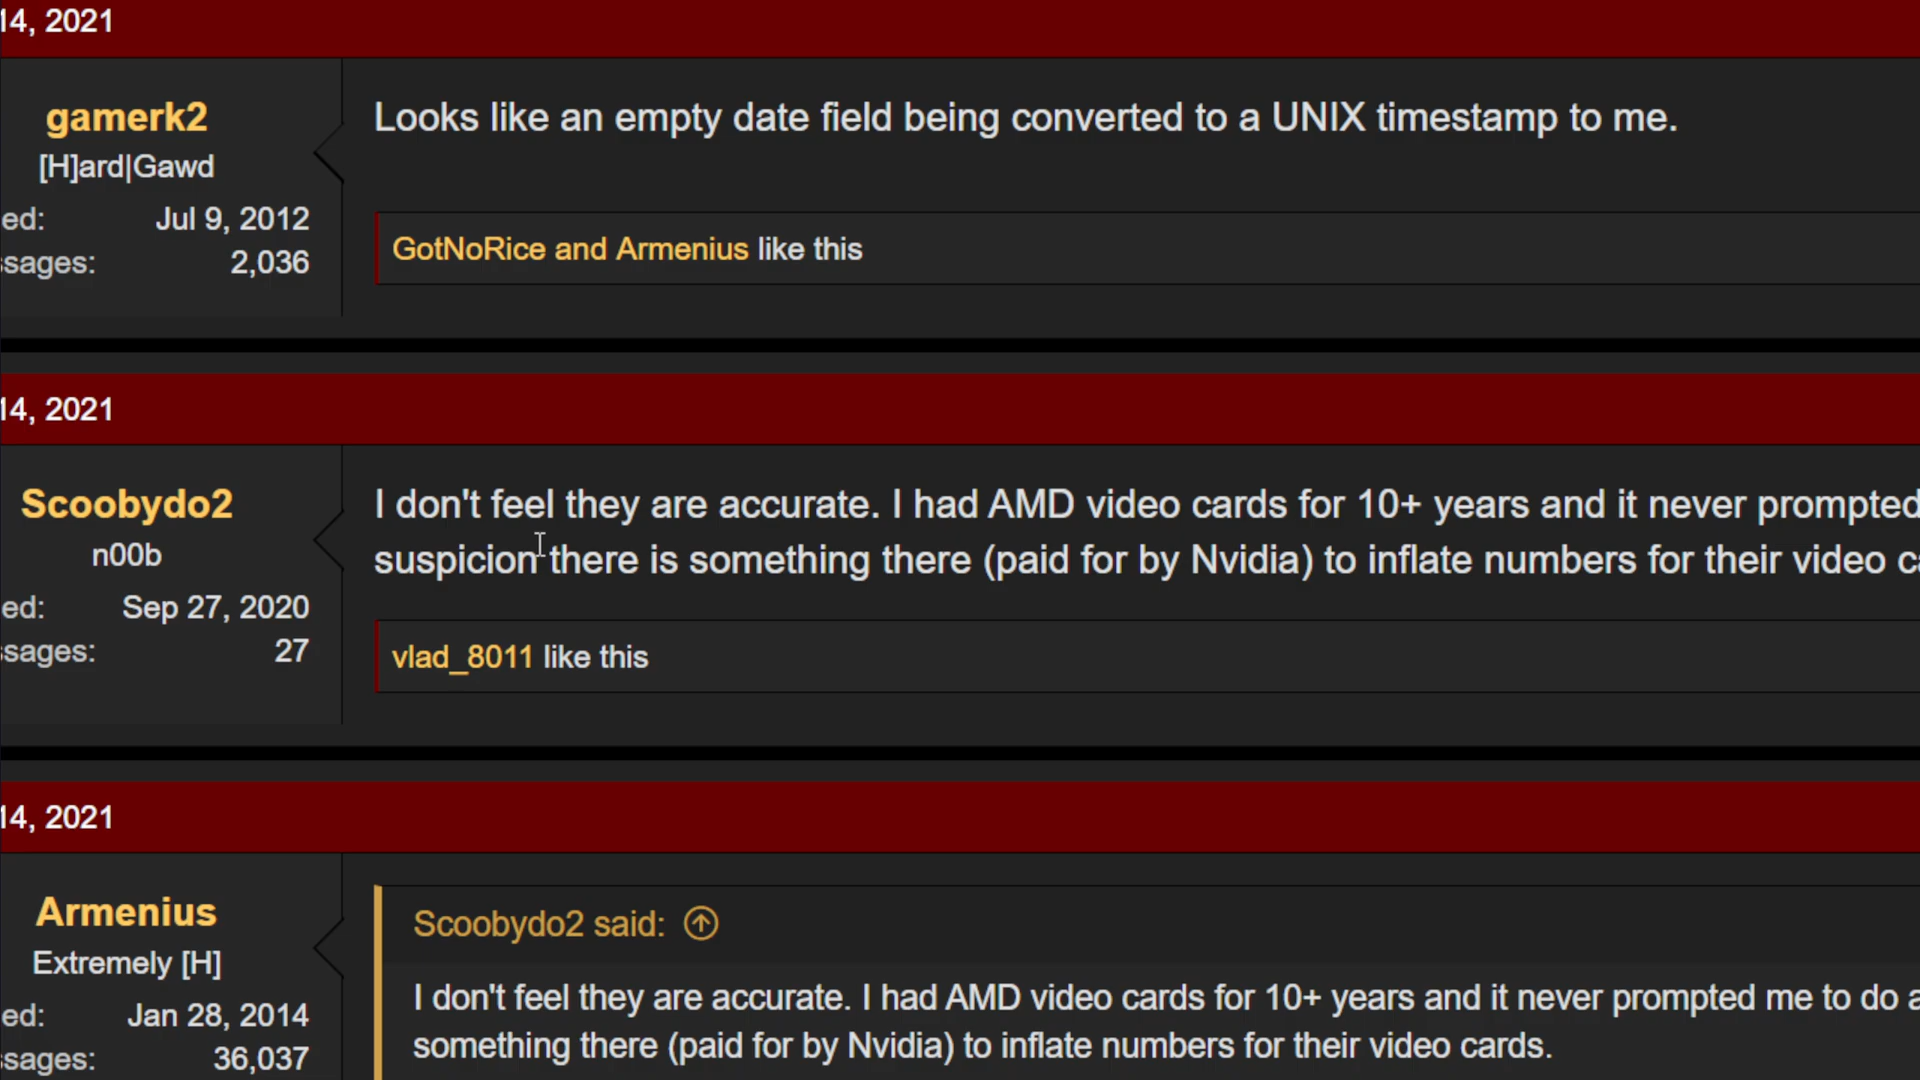 14, 2021
gamerk2
[H]ard|Gawd
ed: Jul 9, 2012
ssages: 2,036
Looks like an empty date field being converted to a UNIX timestamp to me.
GotNoRice and Armenius like this
14, 2021
Scoobydo2
n00b
ed: Sep 27, 2020
ssages: 27
I don't feel they are accurate. I had AMD video cards for 10+ years and it never prompted
suspicion there is something there (paid for by Nvidia) to inflate numbers for their video
vlad_8011 like this
14, 2021
Armenius
Extremely [H]
ed: Jan 28, 2014
ssages: 36,037
Scoobydo2 said:
I don't feel they are accurate. I had AMD video cards for 10+ years and it never prompted me to do a
something there (paid for by Nvidia) to inflate numbers for their video cards.